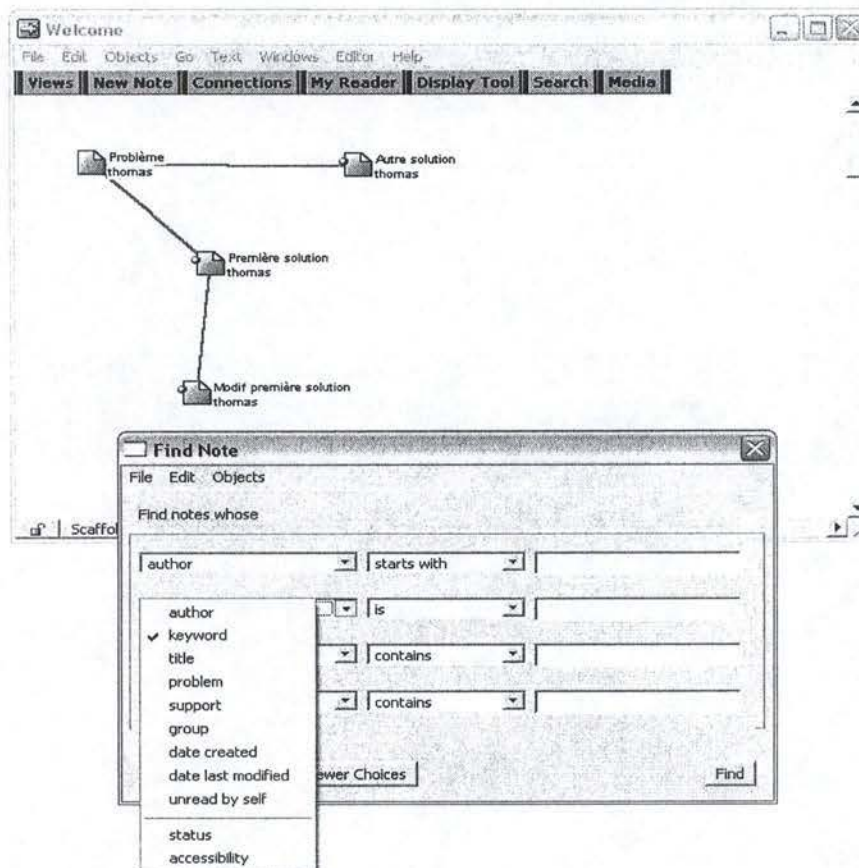 Welcome
File Edit Objects Go Text Windows Editor Help
Views New Note Connections My Reader Display Tool Search Media
Problème
thomas
Autre solution
thomas
Première solution
thomas
Modif première solution
thomas
Find Note
File Edit Objects
Find notes whose
Scaffol
author starts with
author is
keyword
title contains
problem
support contains
group
date created
date last modified ewer Choices Find
unread by self
status
accessibility